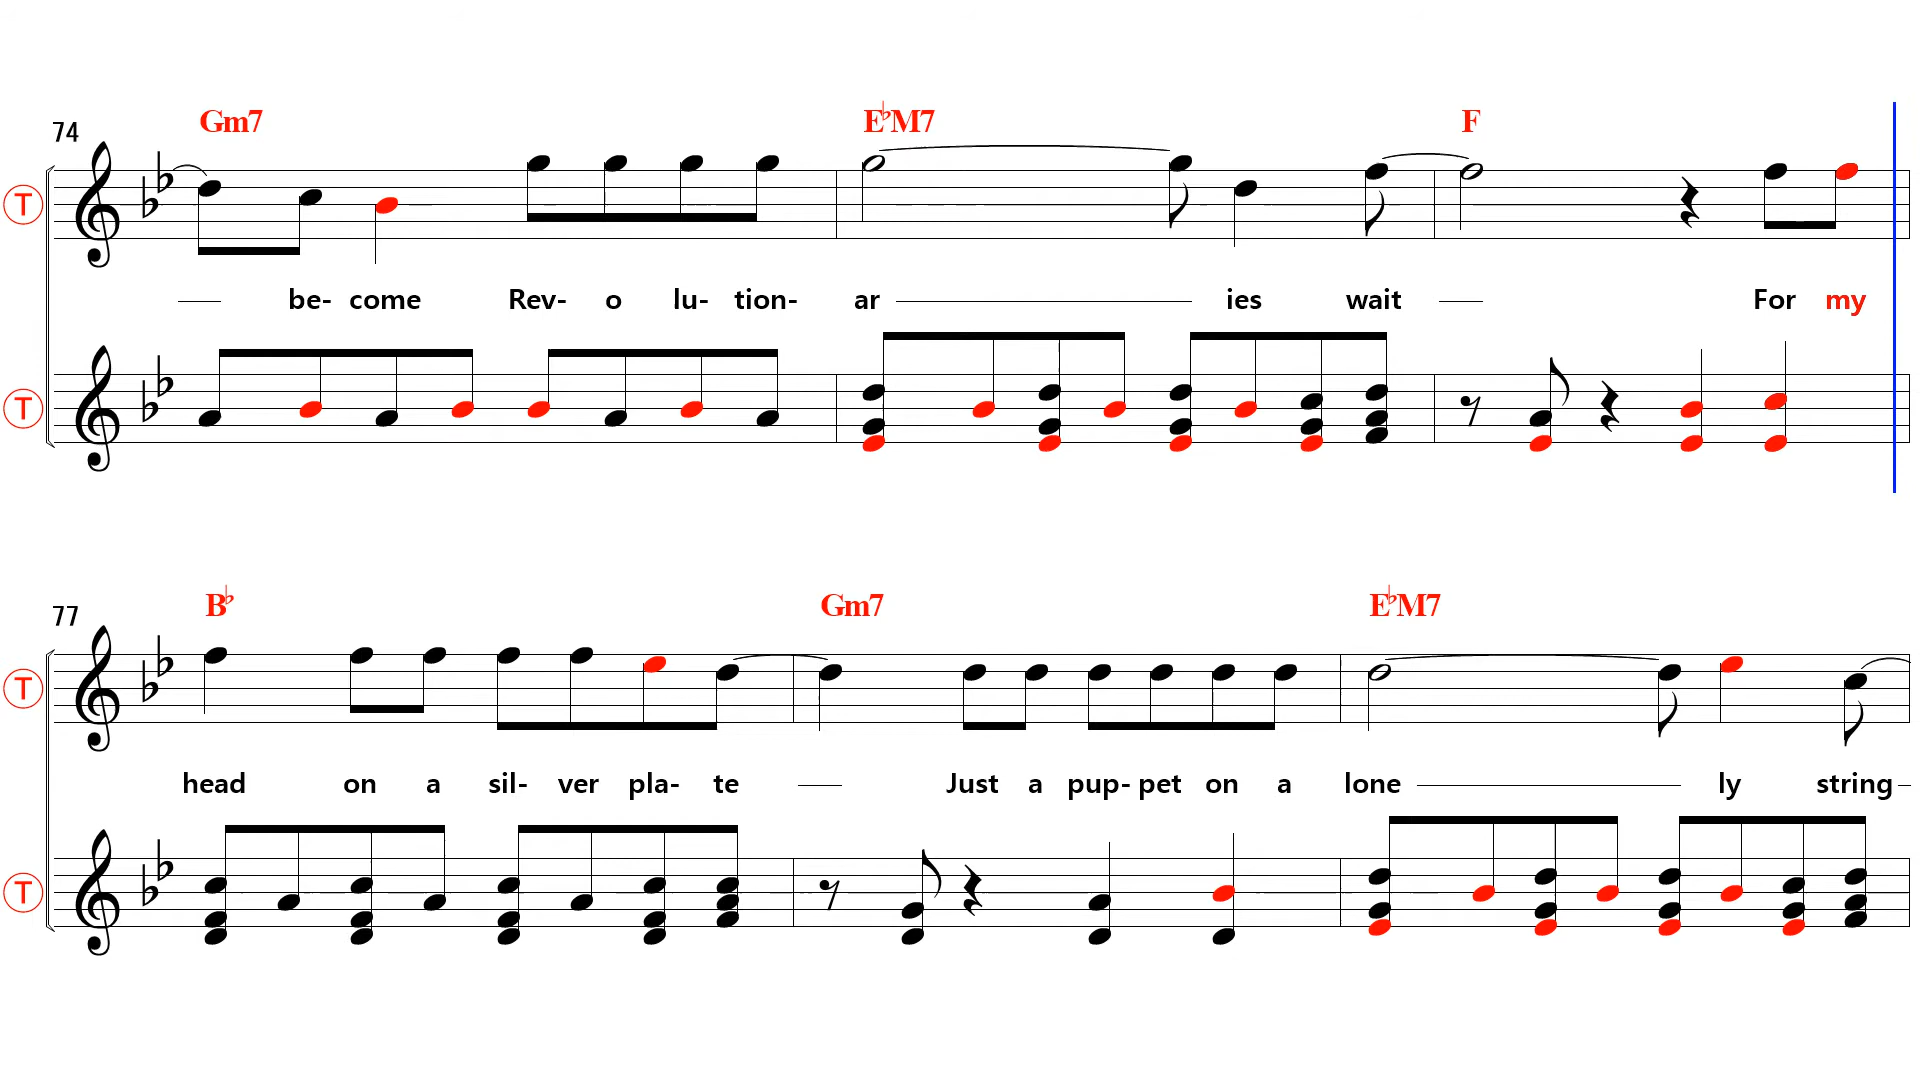 74 Gm7 E♭M7 F
T
be- come Rev- o lu- tion- ar ies wait For my
T
77 B♭ Gm7 E♭M7
T
head on a sil- ver pla- te Just a pup- pet on a lone ly string
T